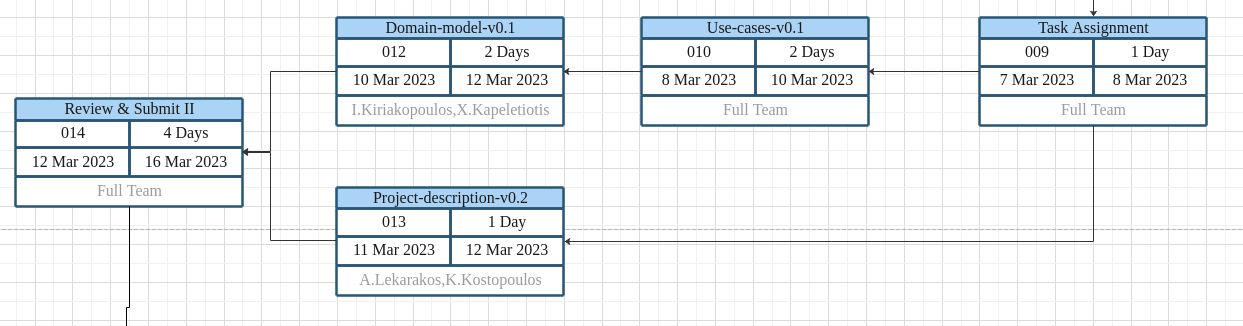 Domain-model-v0.1
012
2 Days
10 Mar 2023
12 Mar 2023
I.Kiriakopoulos,X.Kapeletiotis
Use-cases-v0.1
010
2 Days
8 Mar 2023
10 Mar 2023
Full Team
Task Assignment
009
1 Day
7 Mar 2023
8 Mar 2023
Full Team
Review & Submit II
014
4 Days
12 Mar 2023
16 Mar 2023
Full Team
Project-description-v0.2
013
1 Day
11 Mar 2023
12 Mar 2023
A.Lekarakos,K.Kostopoulos